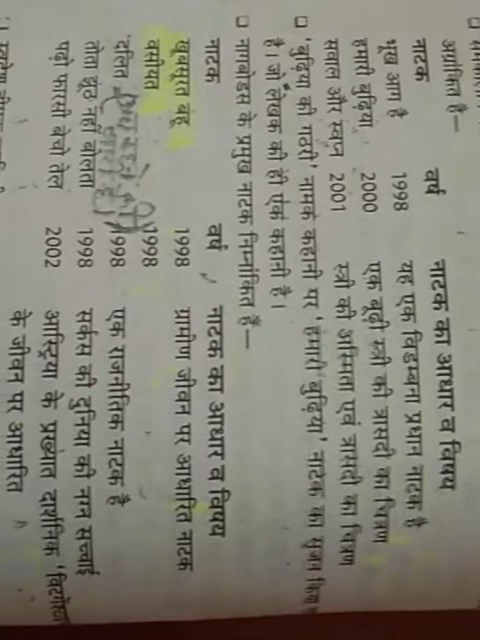 अग्रांकित है—
नाटक वर्ष नाटक का आधार व विषय
भूख आग है 1998 यह एक विडम्बना प्रधान नाटक है
हमारी बुढ़िया 2000 एक बूढ़ी स्त्री की त्रासदी का चित्रण
सवाल और स्वप्न 2001 स्त्री की अस्मिता एवं त्रासदी का चित्रण
□ 'बुढ़िया की गठरी' नामक कहानी पर 'हमारी बुढ़िया' नाटक का सृजन किया
है। जो लेखक की ही एक कहानी है।
□ नागबोडस के प्रमुख नाटक निम्नांकित हैं—
नाटक वर्ष नाटक का आधार व विषय
खूबसूरत बहू 1998 ग्रामीण जीवन पर आधारित नाटक
वसीयत 1998
दलित 1998 एक राजनीतिक नाटक है
तोता झूठ नहीं बोलता 1998 सर्कस की दुनिया की नग्न सच्चाई
पढ़े फारसी बेचे तेल 2002 आस्ट्रिया के प्रख्यात दार्शनिक
के जीवन पर आधारित